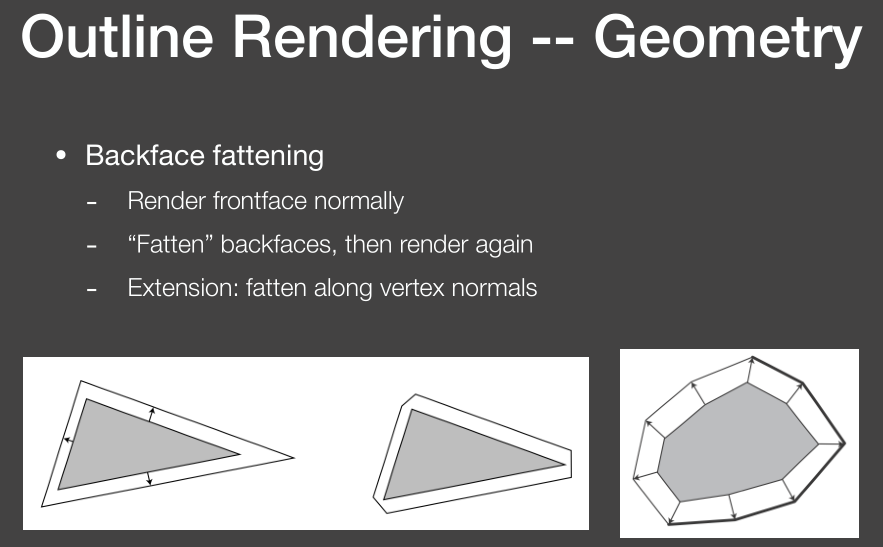 Outline Rendering -- Geometry
• Backface fattening
- Render frontface normally
- “Fatten” backfaces, then render again
- Extension: fatten along vertex normals